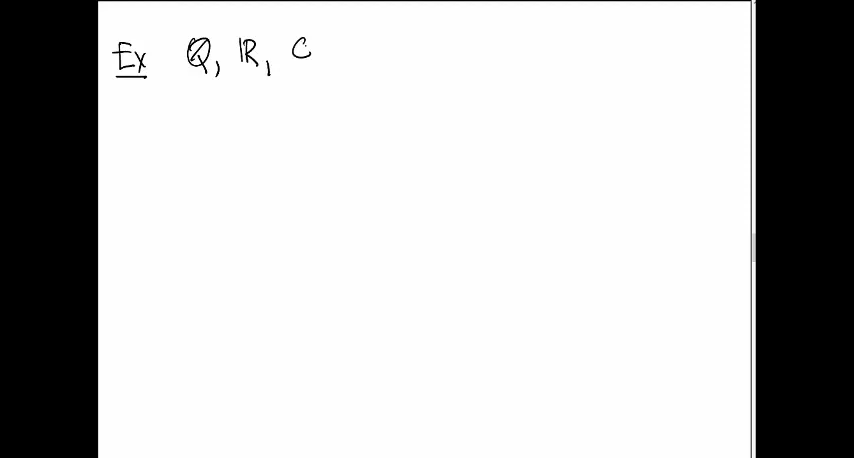 Ex ℚ, ℝ, C